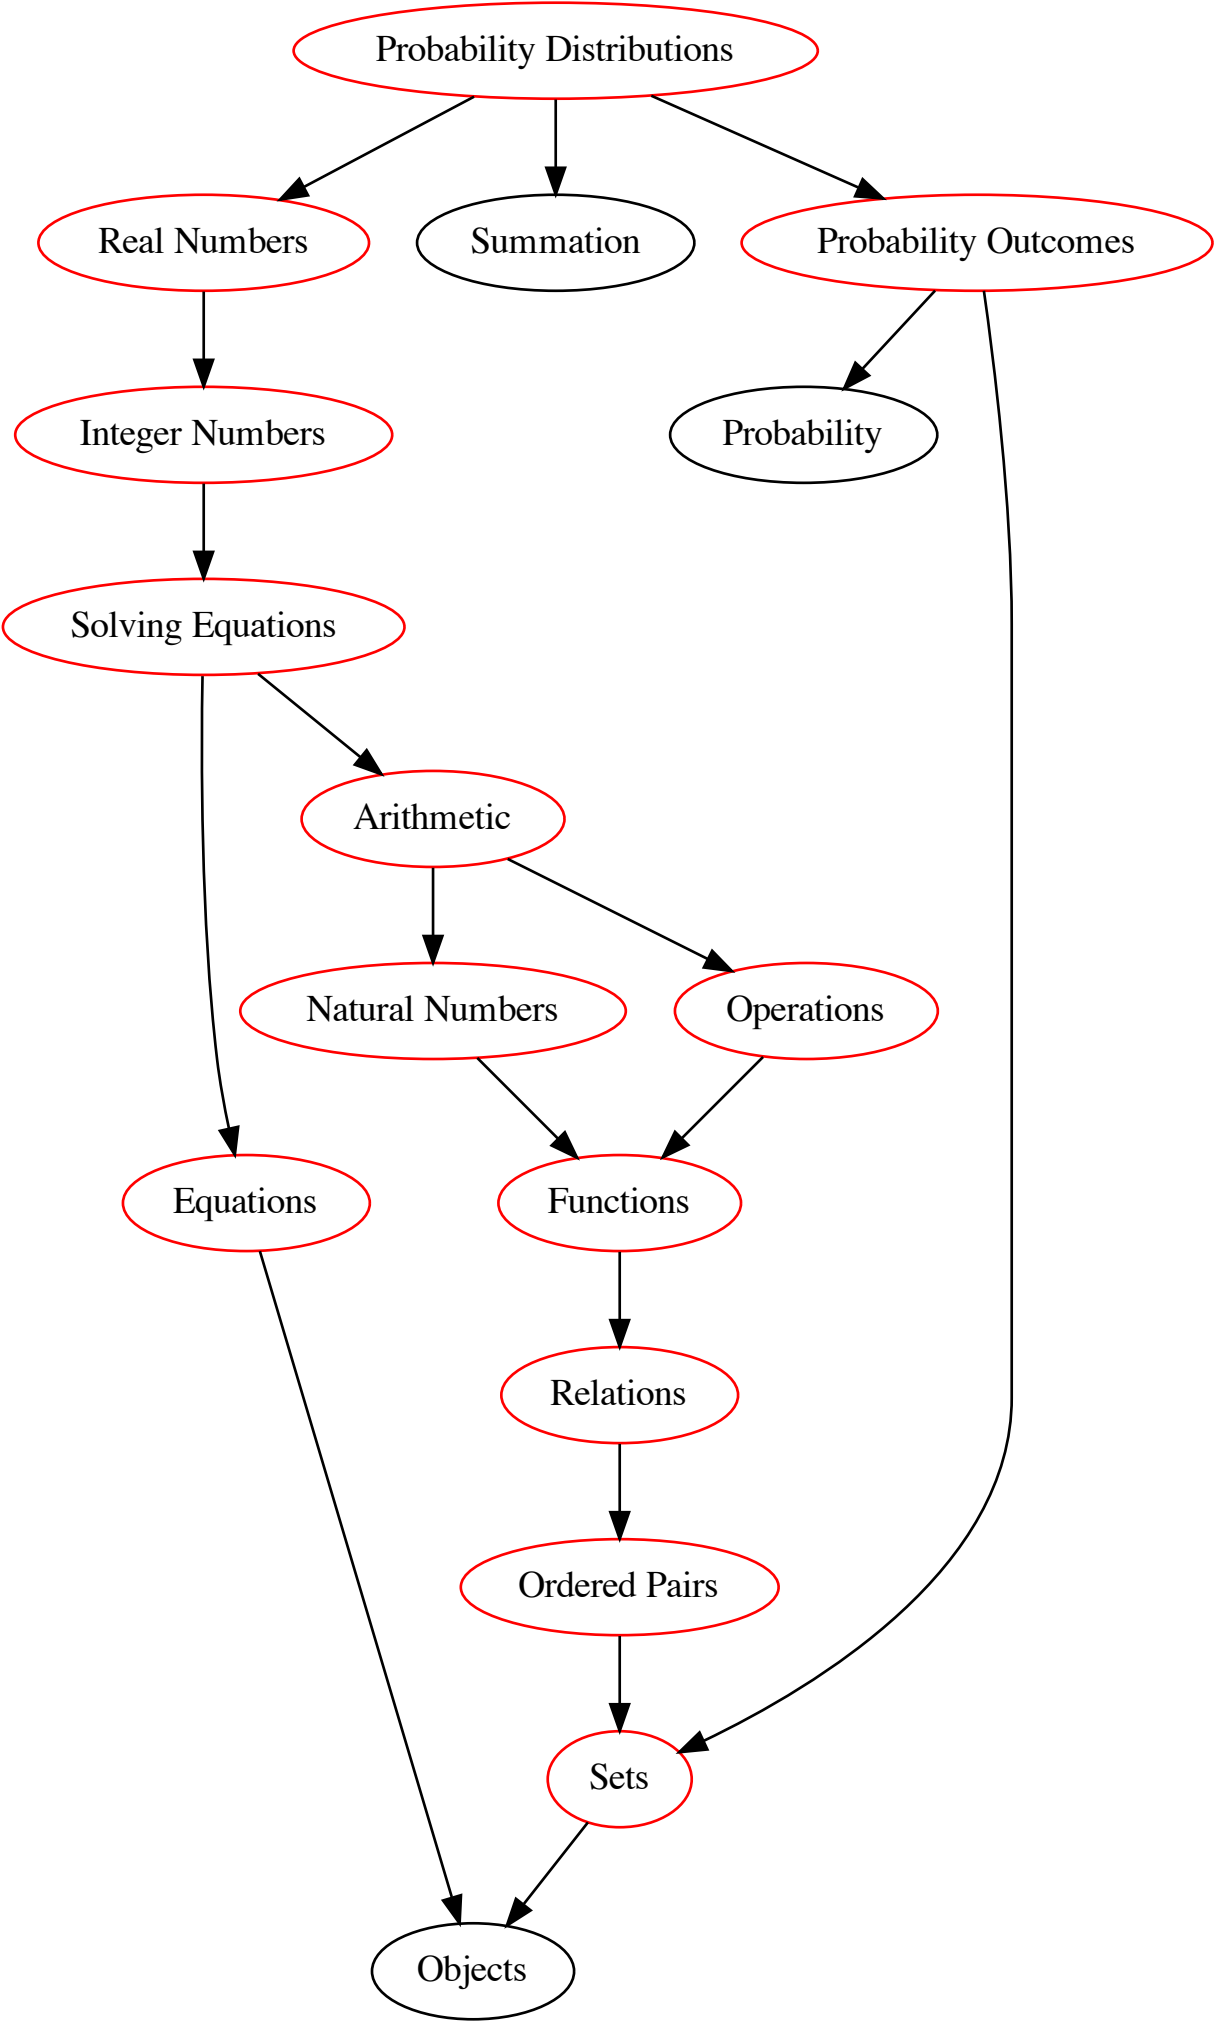 Probability Distributions
Real Numbers
Summation
Probability Outcomes
Integer Numbers
Probability
Solving Equations
Arithmetic
Natural Numbers
Operations
Equations
Functions
Relations
Ordered Pairs
Sets
Objects